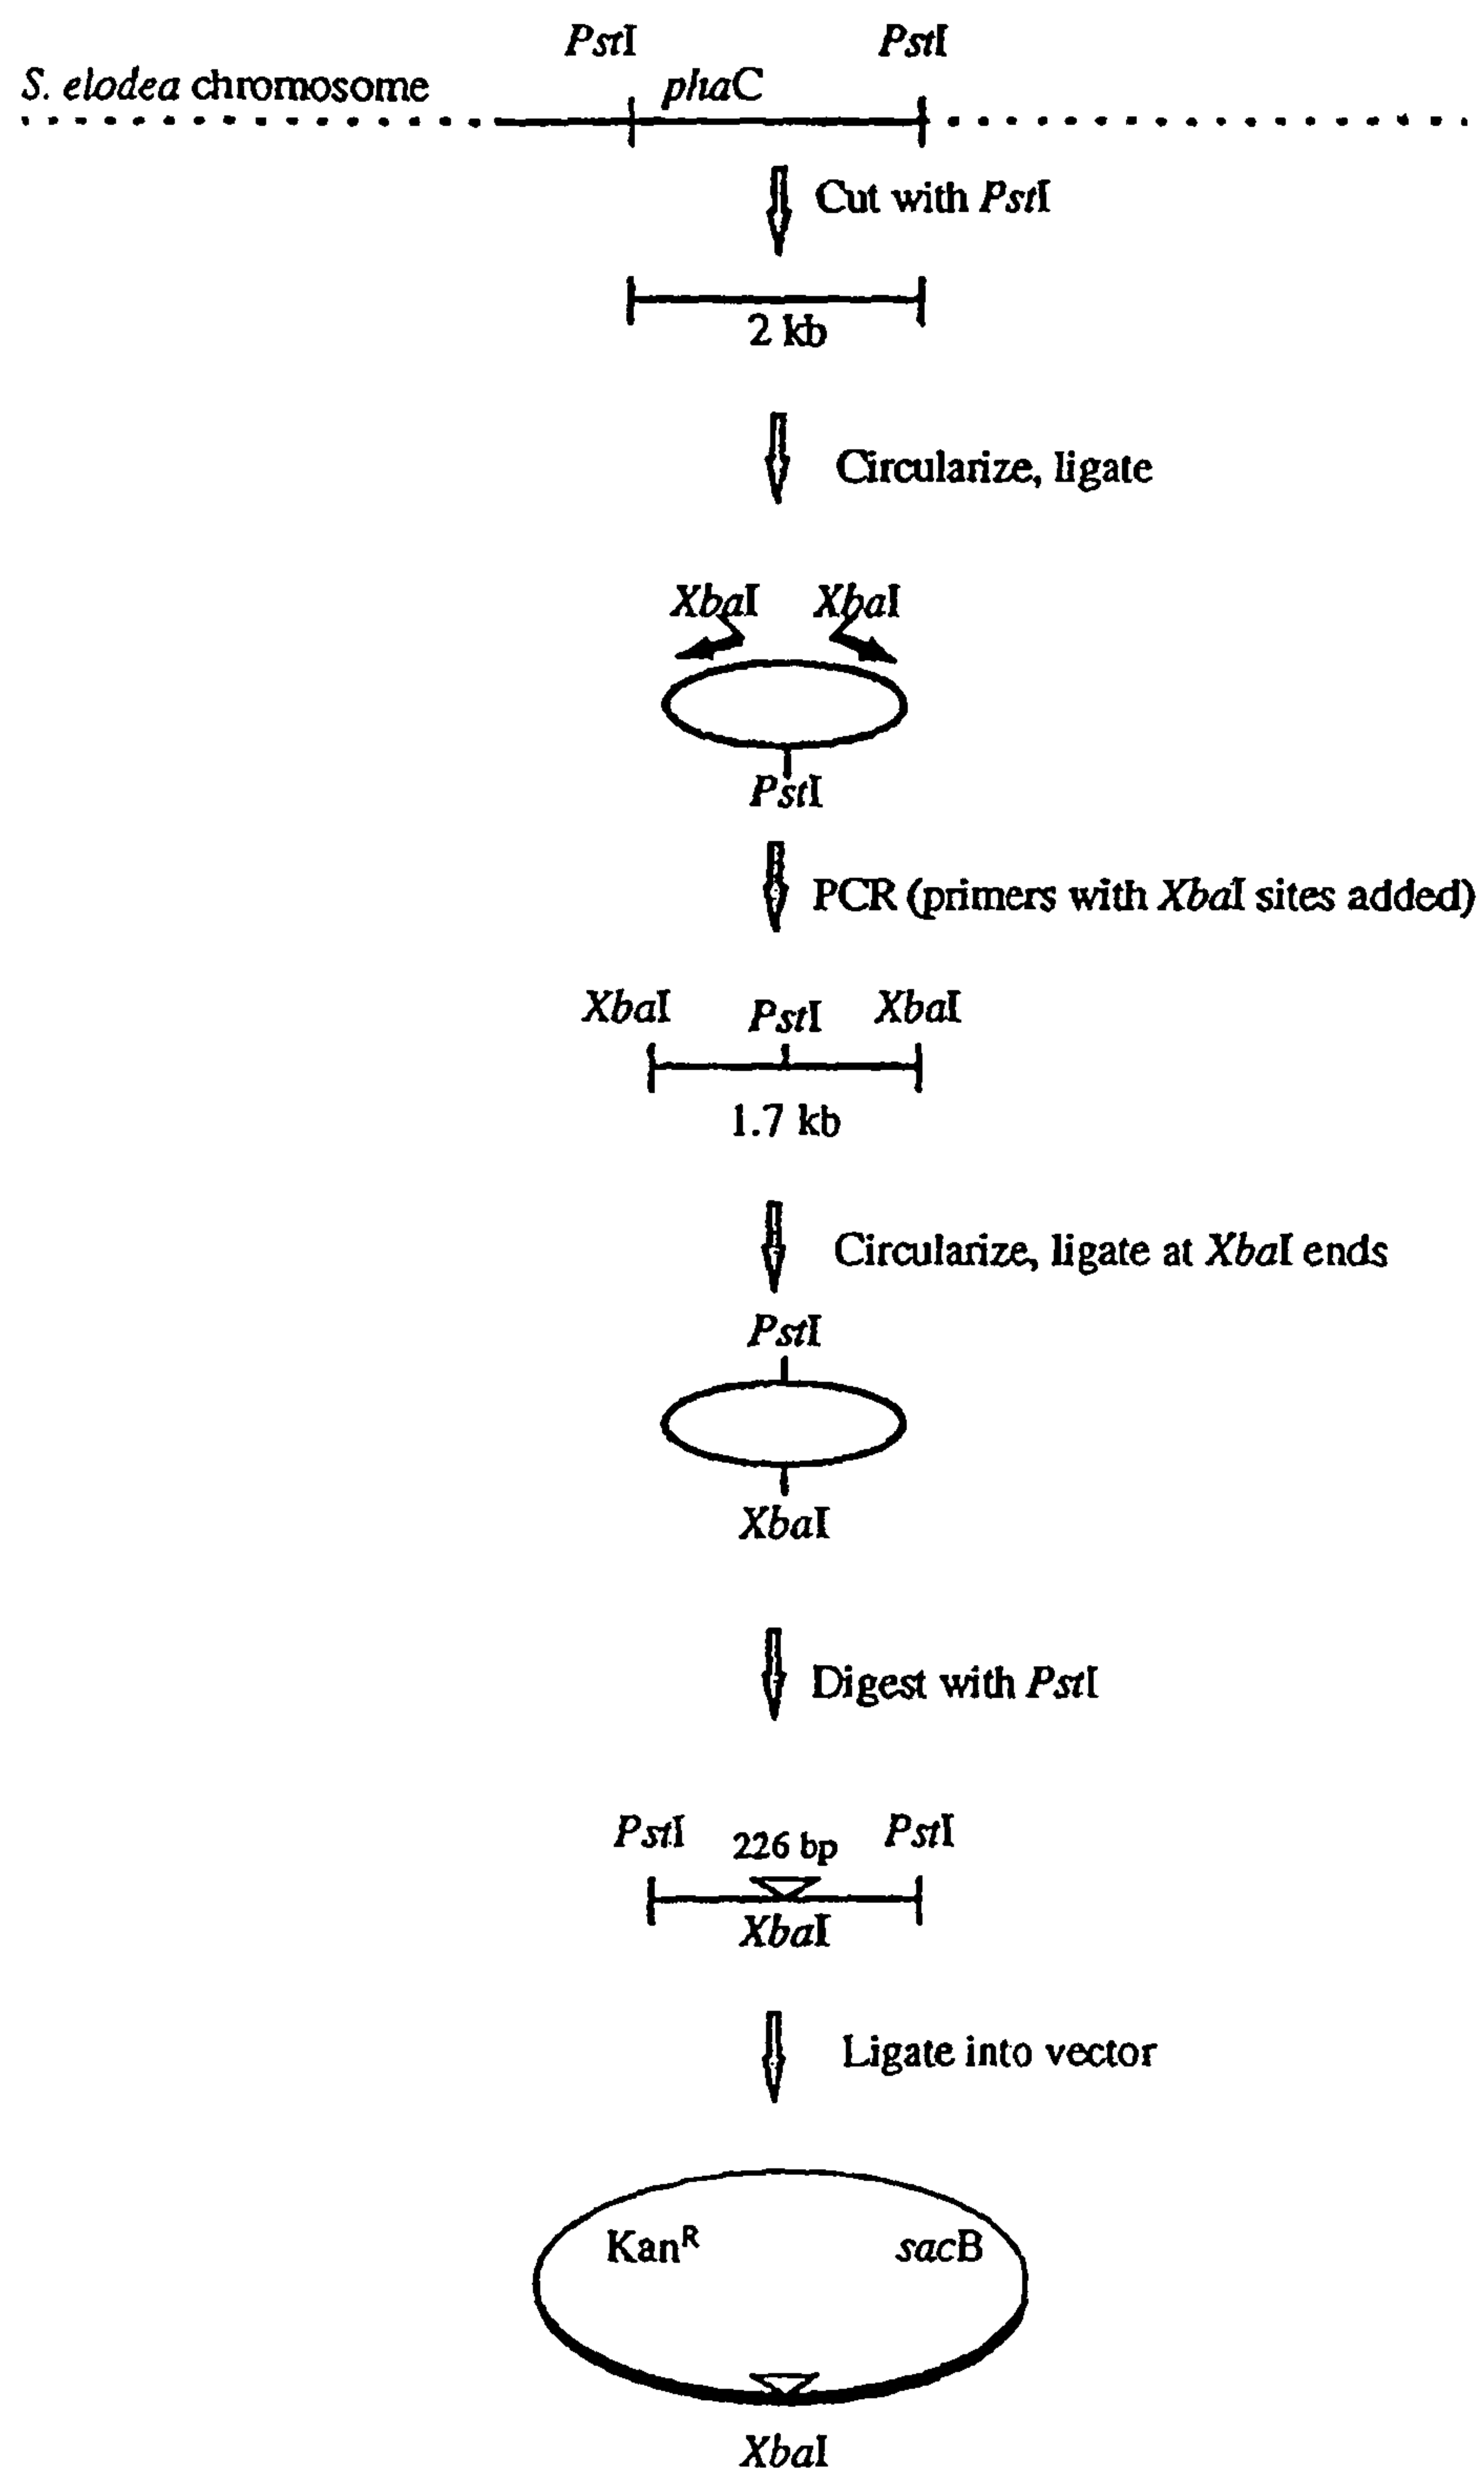 PstI PstI
S. elodea chromosome phaC
Cut with PstI
2 kb
Circularize, ligate
XbaI XbaI
PstI
PCR (primers with XbaI sites added)
XbaI PstI XbaI
1.7 kb
Circularize, ligate at XbaI ends
PstI
XbaI
Digest with PstI
PstI 226 bp PstI
XbaI
Ligate into vector
Kan^R sacB
XbaI